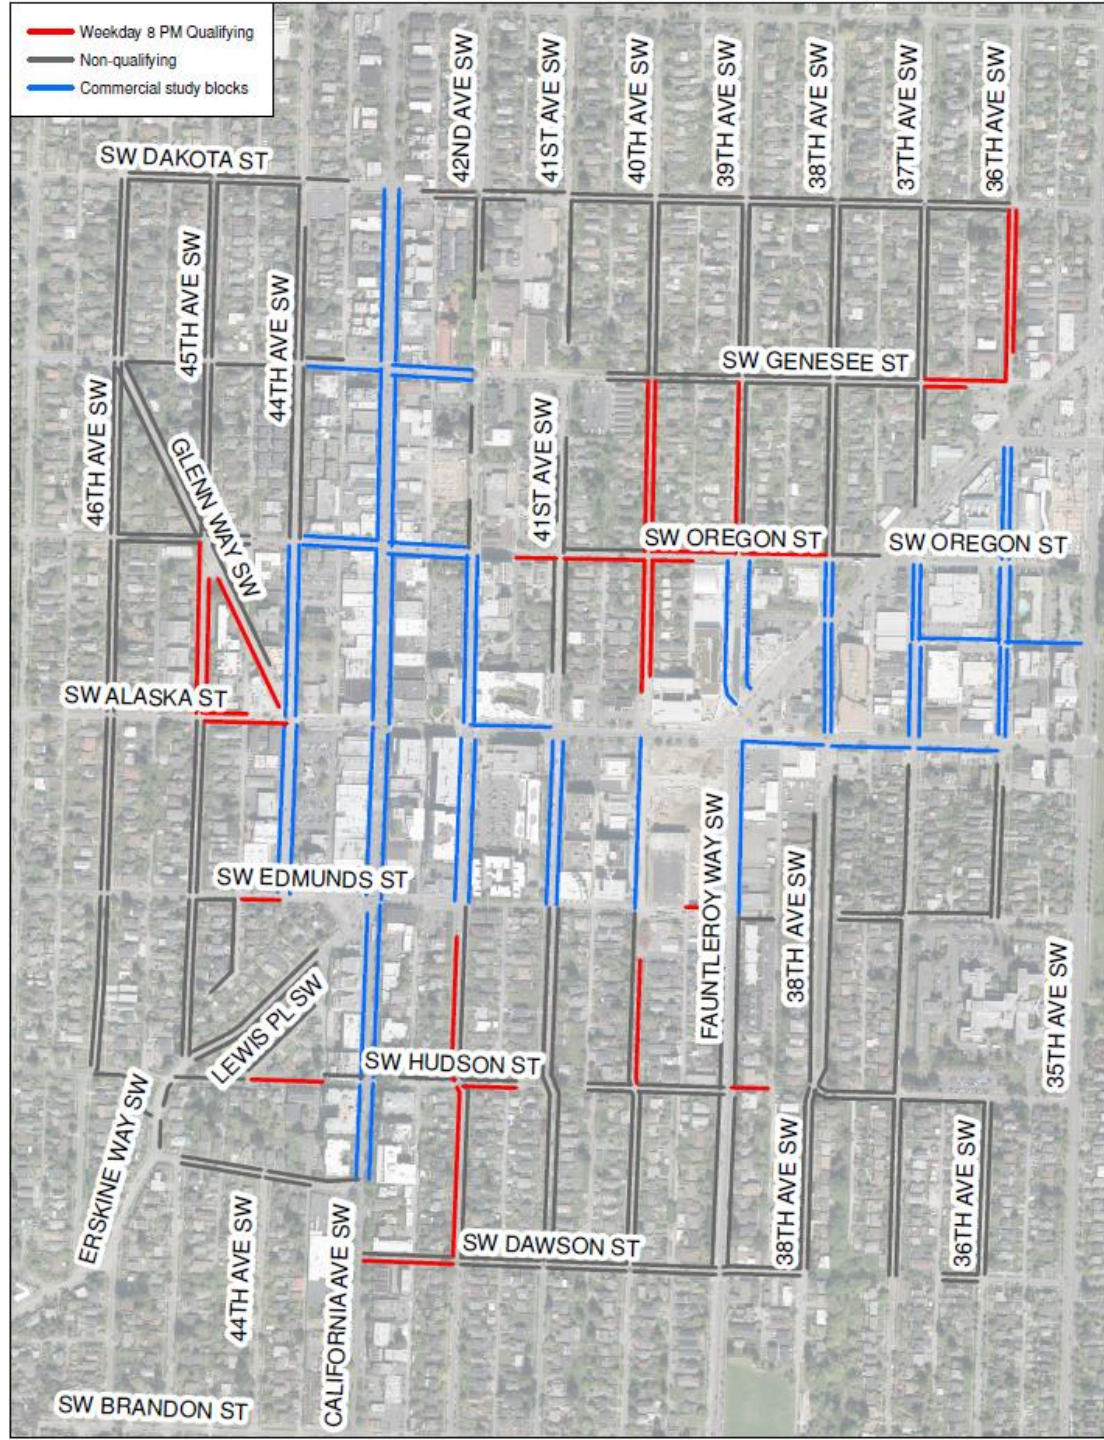 Weekday 8 PM Qualifying
Non-qualifying
Commercial study blocks
42ND AVE SW
41ST AVE SW
40TH AVE SW
39TH AVE SW
38TH AVE SW
37TH AVE SW
36TH AVE SW
SW DAKOTA ST
45TH AVE SW
44TH AVE SW
SW GENESEE ST
46TH AVE SW
41ST AVE SW
GLENN WAY SW
SW OREGON ST
SW OREGON ST
SW ALASKA ST
FAUNTLEROY WAY SW
SW EDMUNDS ST
38TH AVE SW
35TH AVE SW
LEWIS PL SW
SW HUDSON ST
ERSKINE WAY SW
38TH AVE SW
36TH AVE SW
44TH AVE SW
CALIFORNIA AVE SW
SW DAWSON ST
SW BRANDON ST